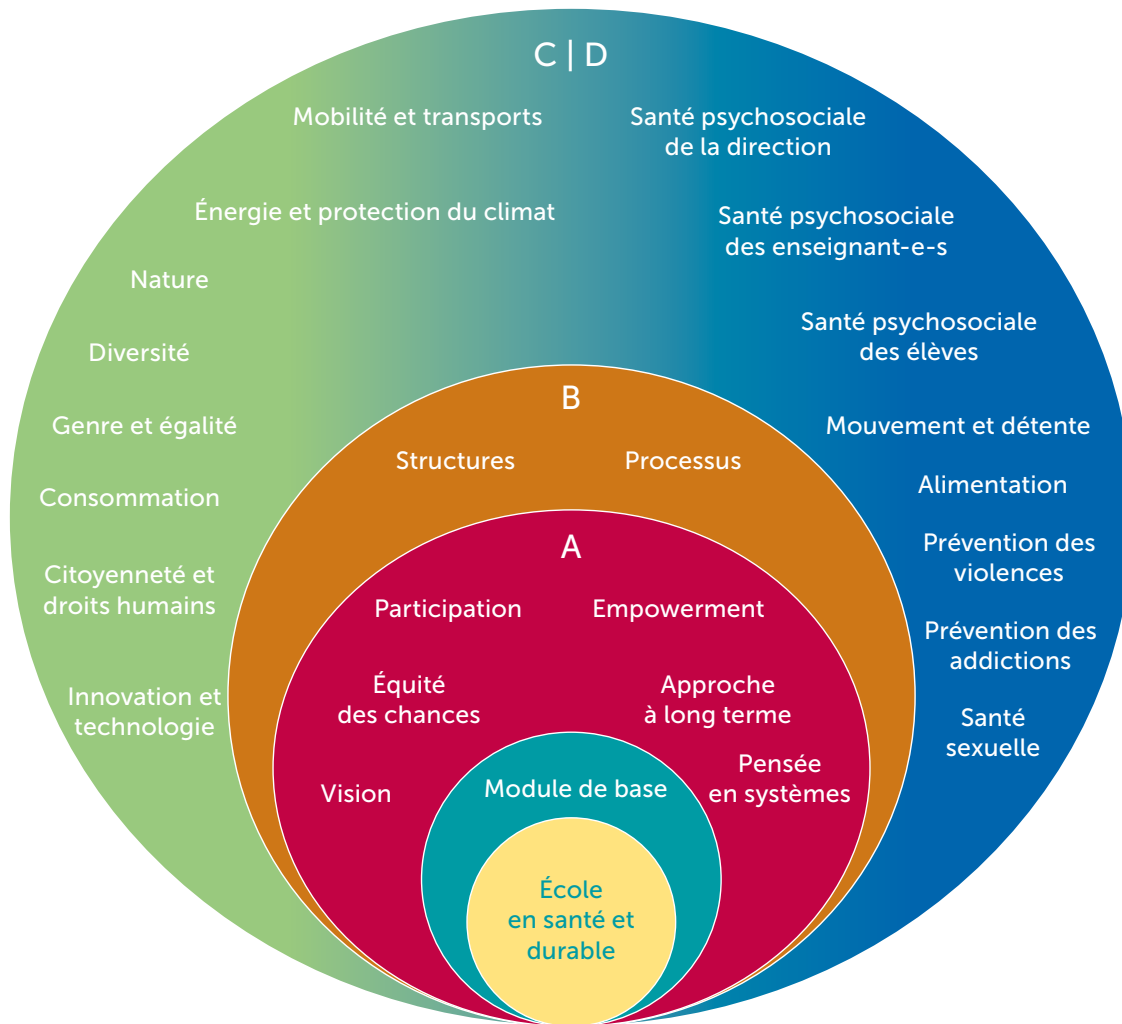 C | D
Mobilité et transports
Santé psychosociale
de la direction
Énergie et protection du climat
Santé psychosociale
des enseignant-e-s
Nature
Santé psychosociale
des élèves
Diversité
Genre et égalité
Mouvement et détente
Consommation
Alimentation
Citoyenneté et
droits humains
Prévention des
violences
Prévention des
addictions
Innovation et
technologie
Santé
sexuelle
B
Structures
Processus
A
Participation
Empowerment
Équité
des chances
Approche
à long terme
Vision
Pensée
en systèmes
Module de base
École
en santé et
durable